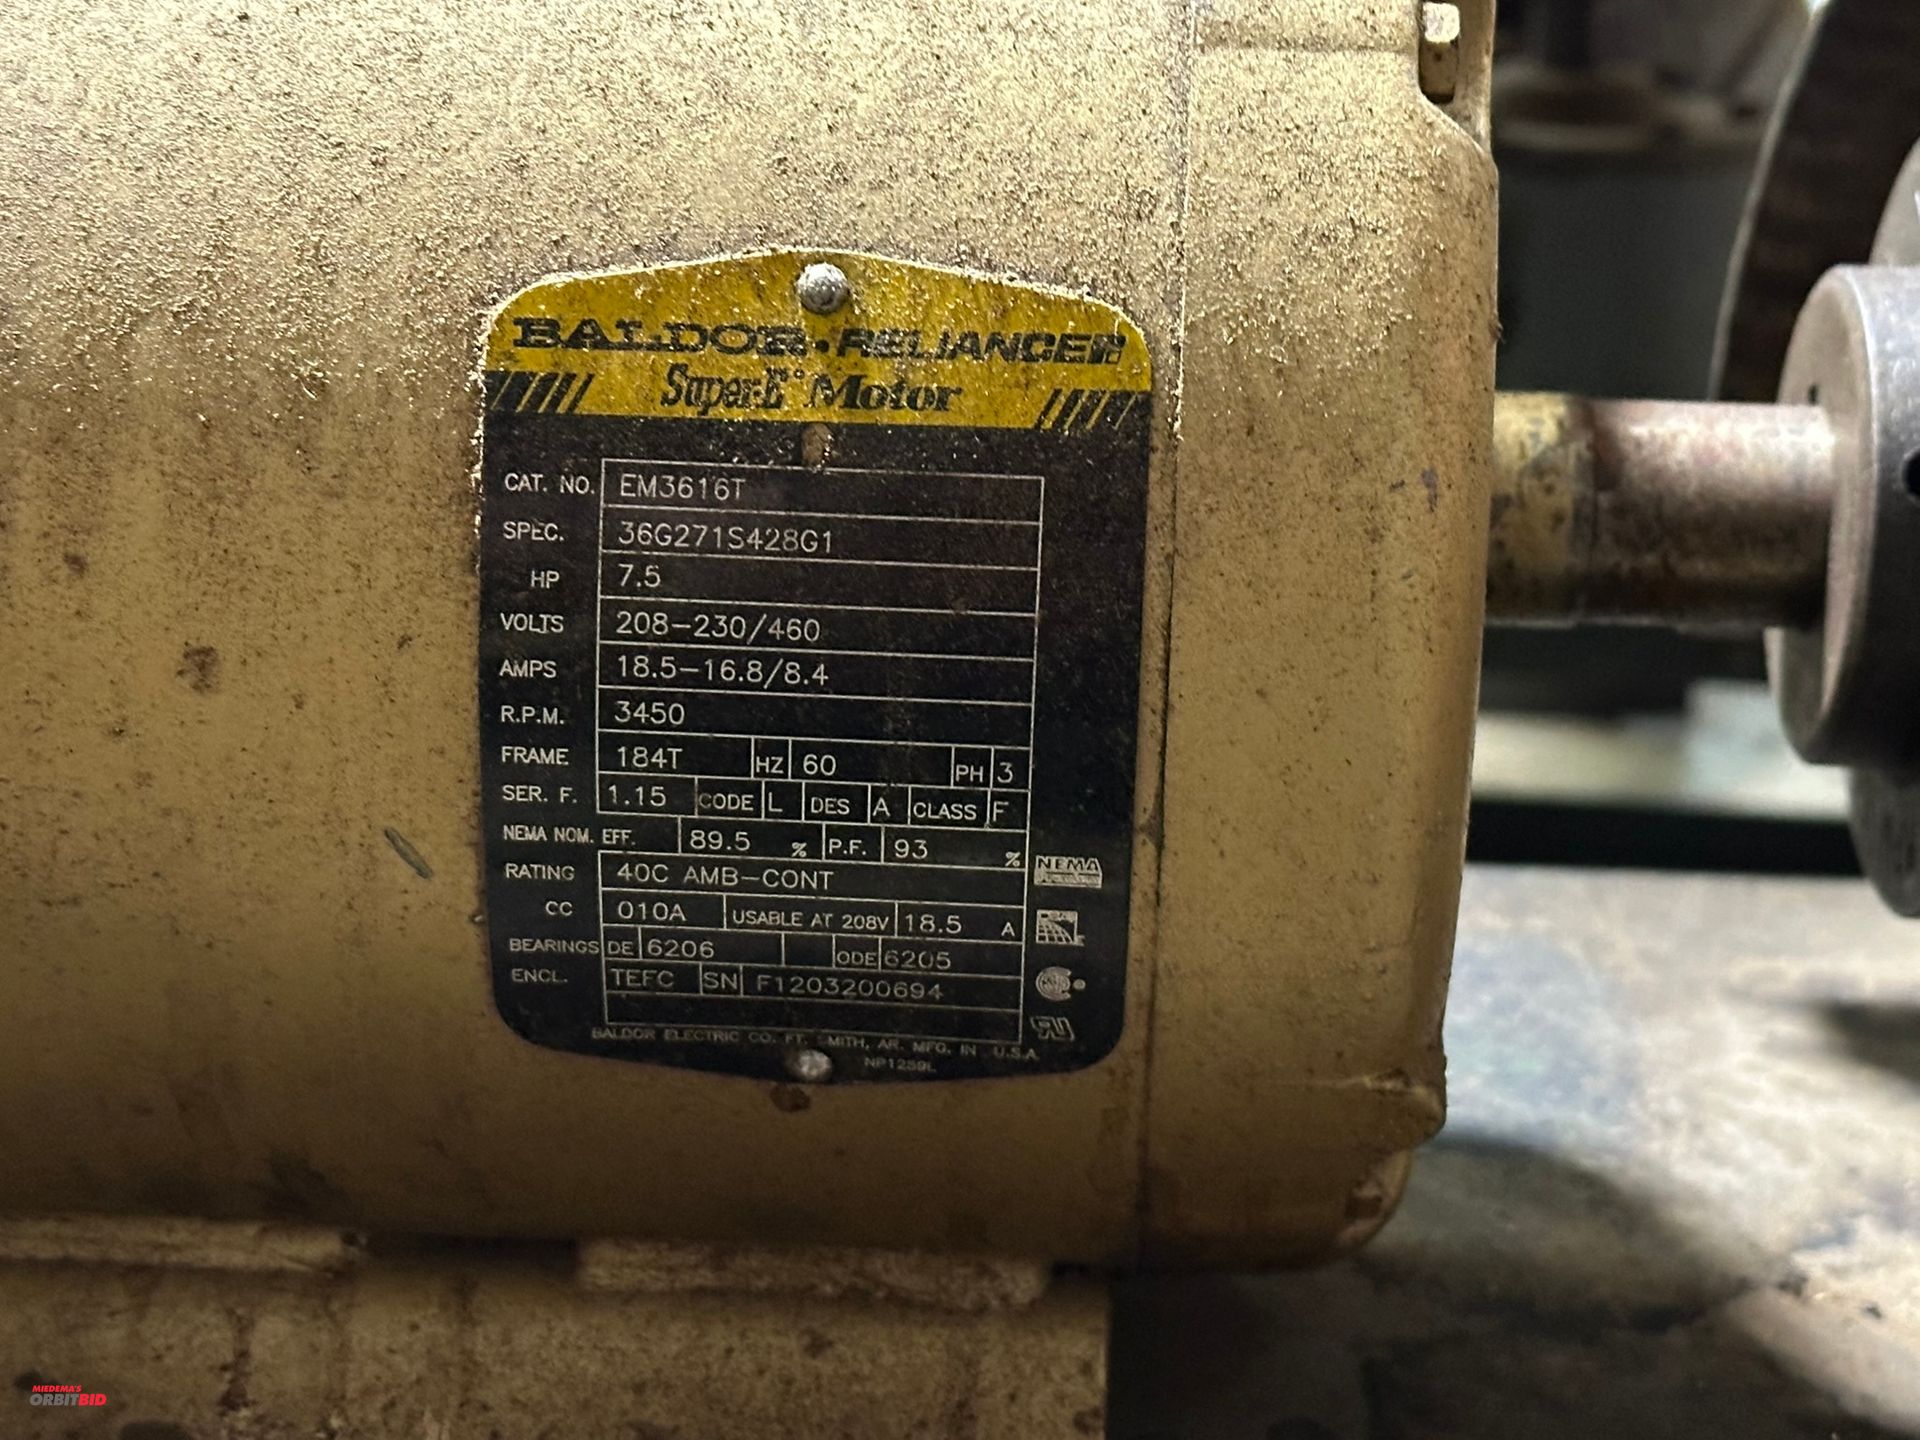 BALDOR • RELIANCE
Super-E® Motor
CAT. NO. EM3616T
SPEC. 36G271S428G1
HP 7.5
VOLTS 208-230/460
AMPS 18.5-16.8/8.4
R.P.M. 3450
FRAME 184T HZ 60 PH 3
SER. F. 1.15 CODE L DES A CLASS F
NEMA NOM. EFF. 89.5 % P.F. 93 %
NEMA
RATING 40C AMB-CONT
CC 010A USABLE AT 208V 18.5 A
BEARINGS DE 6206 ODE 6205
ENCL. TEFC SN F1203200694
BALDOR ELECTRIC CO. FT. SMITH, AR. MFG. IN U.S.A.
NP1259L
MIEDEMA'S
ORBITBID